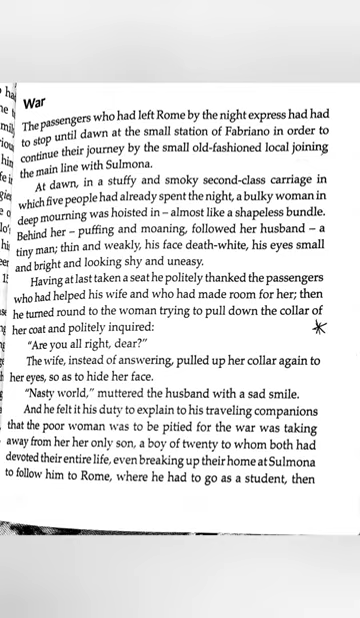 War
The passengers who had left Rome by the night express had had
to stop until dawn at the small station of Fabriano in order to
continue their journey by the small old-fashioned local joining
the main line with Sulmona.
At dawn, in a stuffy and smoky second-class carriage in
which five people had already spent the night, a bulky woman in
deep mourning was hoisted in – almost like a shapeless bundle.
Behind her – puffing and moaning, followed her husband – a
tiny man; thin and weakly, his face death-white, his eyes small
and bright and looking shy and uneasy.
Having at last taken a seat he politely thanked the passengers
who had helped his wife and who had made room for her; then
he turned round to the woman trying to pull down the collar of
her coat and politely inquired:
"Are you all right, dear?"
The wife, instead of answering, pulled up her collar again to
her eyes, so as to hide her face.
"Nasty world," muttered the husband with a sad smile.
And he felt it his duty to explain to his traveling companions
that the poor woman was to be pitied for the war was taking
away from her her only son, a boy of twenty to whom both had
devoted their entire life, even breaking up their home at Sulmona
to follow him to Rome, where he had to go as a student, then